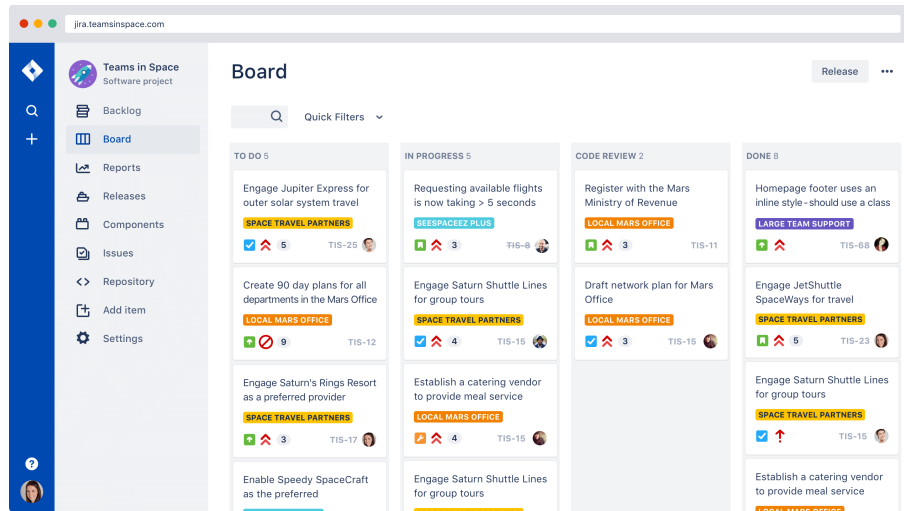 jira.teamsinspace.com
Teams in Space
Software project
Backlog
Board
Reports
Releases
Components
Issues
Repository
Add item
Settings
Board
Release
Quick Filters
TO DO 5
Engage Jupiter Express for
outer solar system travel
SPACE TRAVEL PARTNERS
5 TIS-25
Create 90 day plans for all
departments in the Mars Office
LOCAL MARS OFFICE
9 TIS-12
Engage Saturn's Rings Resort
as a preferred provider
SPACE TRAVEL PARTNERS
3 TIS-17
Enable Speedy SpaceCraft
as the preferred
IN PROGRESS 5
Requesting available flights
is now taking > 5 seconds
SEESPACEEZ PLUS
3 TIS-8
Engage Saturn Shuttle Lines
for group tours
SPACE TRAVEL PARTNERS
4 TIS-15
Establish a catering vendor
to provide meal service
LOCAL MARS OFFICE
4 TIS-15
Engage Saturn Shuttle Lines
for group tours
CODE REVIEW 2
Register with the Mars
Ministry of Revenue
LOCAL MARS OFFICE
3 TIS-11
Draft network plan for Mars
Office
LOCAL MARS OFFICE
3 TIS-15
DONE 8
Homepage footer uses an
inline style - should use a class
LARGE TEAM SUPPORT
TIS-68
Engage JetShuttle
SpaceWays for travel
SPACE TRAVEL PARTNERS
5 TIS-23
Engage Saturn Shuttle Lines
for group tours
SPACE TRAVEL PARTNERS
TIS-15
Establish a catering vendor
to provide meal service
LOCAL MARS OFFICE